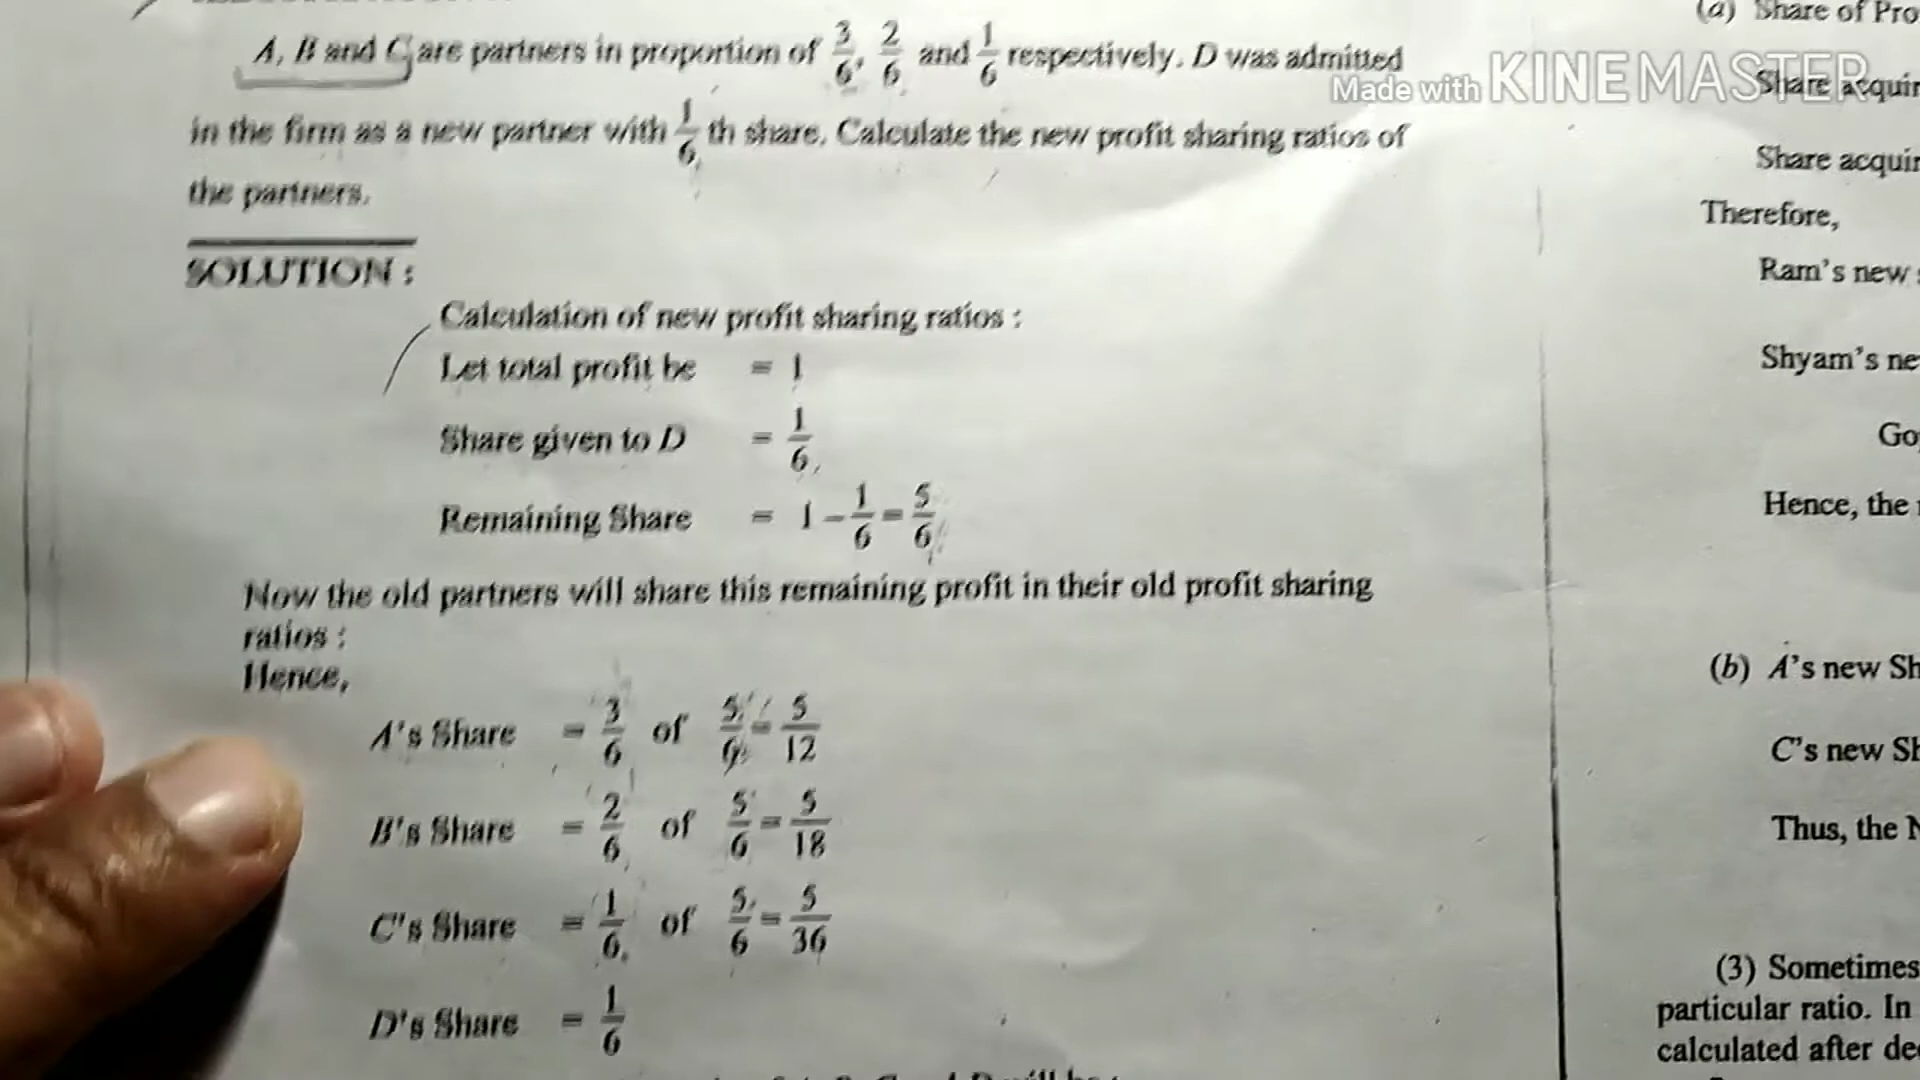 A, B and C are partners in proportion of 3/6, 2/6 and 1/6 respectively. D was admitted
in the firm as a new partner with 1/6 th share. Calculate the new profit sharing ratios of
the partners.
SOLUTION :
Calculation of new profit sharing ratios :
Let total profit be = 1
Share given to D = 1/6
Remaining Share = 1 - 1/6 = 5/6
Now the old partners will share this remaining profit in their old profit sharing
ratios :
Hence,
A's Share = 3/6 of 5/6 = 5/12
B's Share = 2/6 of 5/6 = 5/18
C's Share = 1/6 of 5/6 = 5/36
D's Share = 1/6
(a) Share of Pro
Share acquir
Share acquir
Therefore,
Ram's new
Shyam's ne
Go
Hence, the
(b) A's new Sh
C's new Sh
Thus, the N
(3) Sometimes
particular ratio. In
calculated after de
Made with KINEMASTER